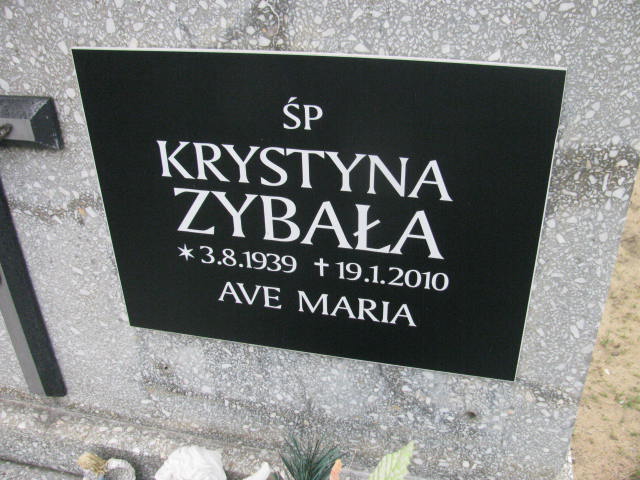 ŚP
KRYSTYNA
ZYBAŁA
✶ 3.8.1939 ✝ 19.1.2010
AVE MARIA